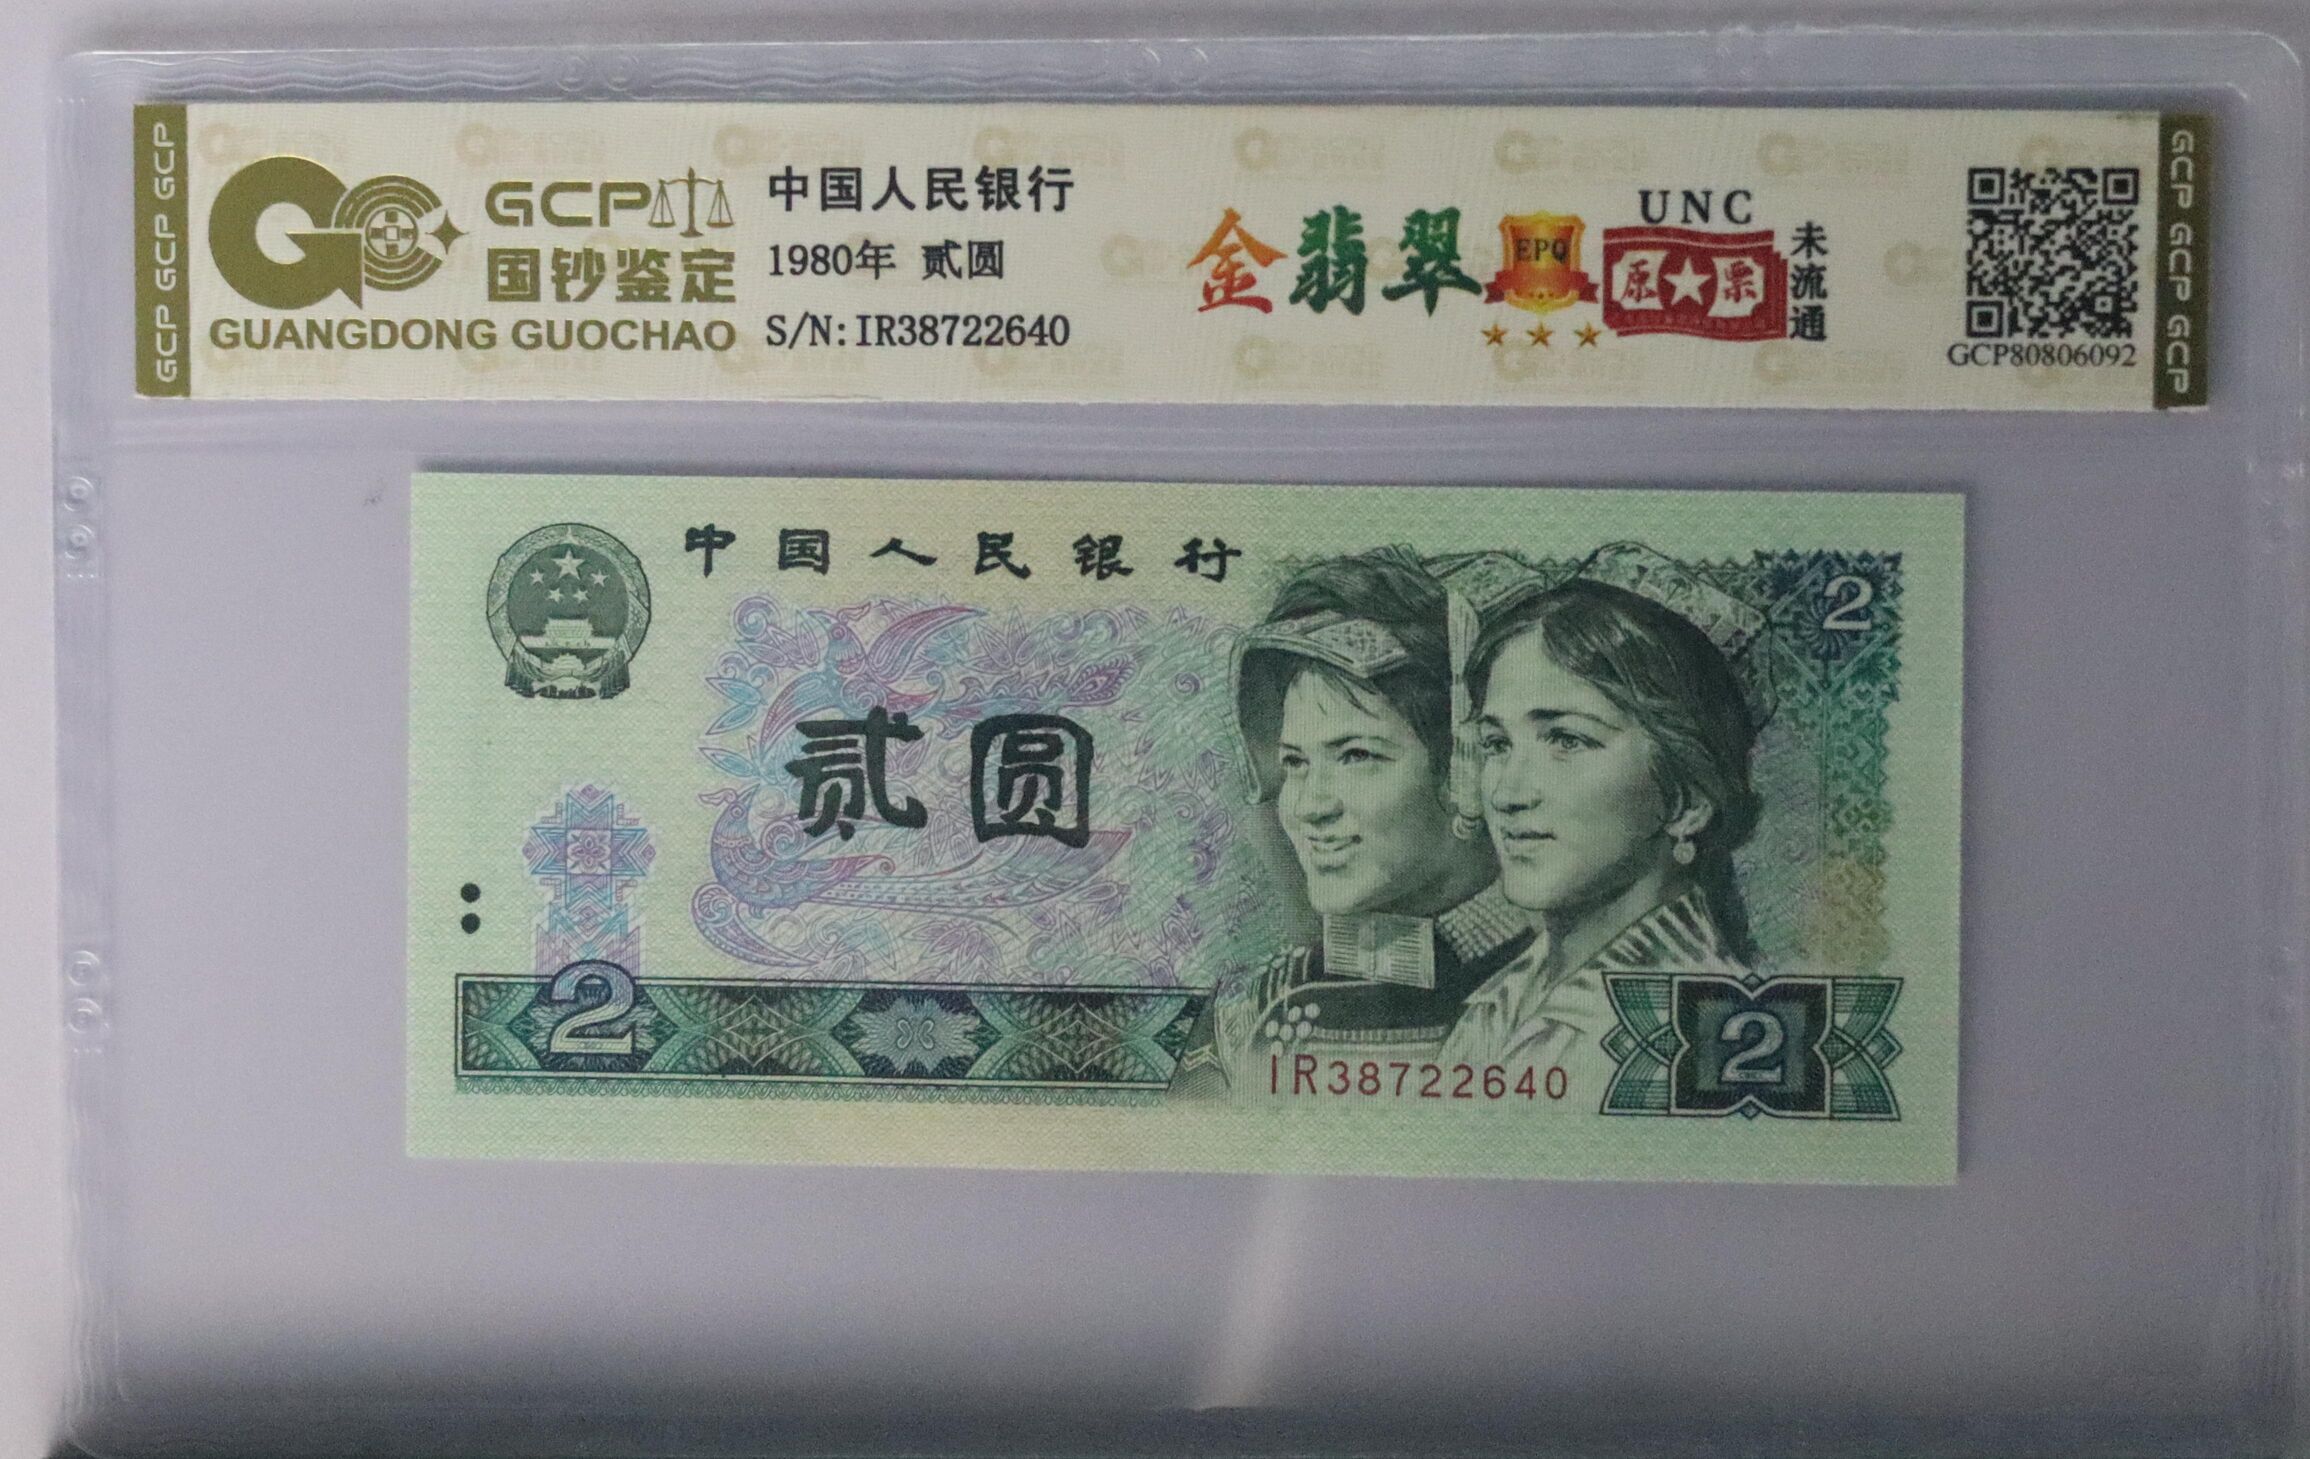 GCP GCP GCP
GCP
国钞鉴定
GUANGDONG GUOCHAO
中国人民银行
1980年 贰圆
S/N:IR38722640
金翡翠
EPQ
UNC
原票
未流通
GCP80806092
GCP GCP GCP
中国人民银行
2
贰圆
2
IR38722640
2